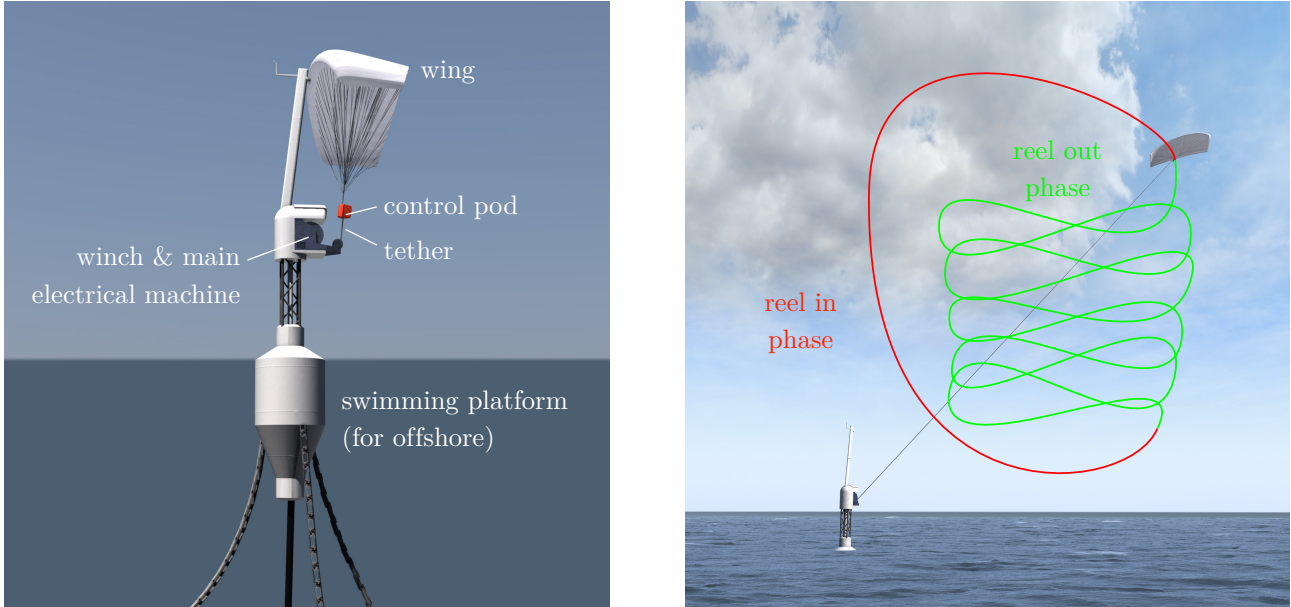 wing
control pod
tether
winch & main
electrical machine
swimming platform
(for offshore)
reel out
phase
reel in
phase